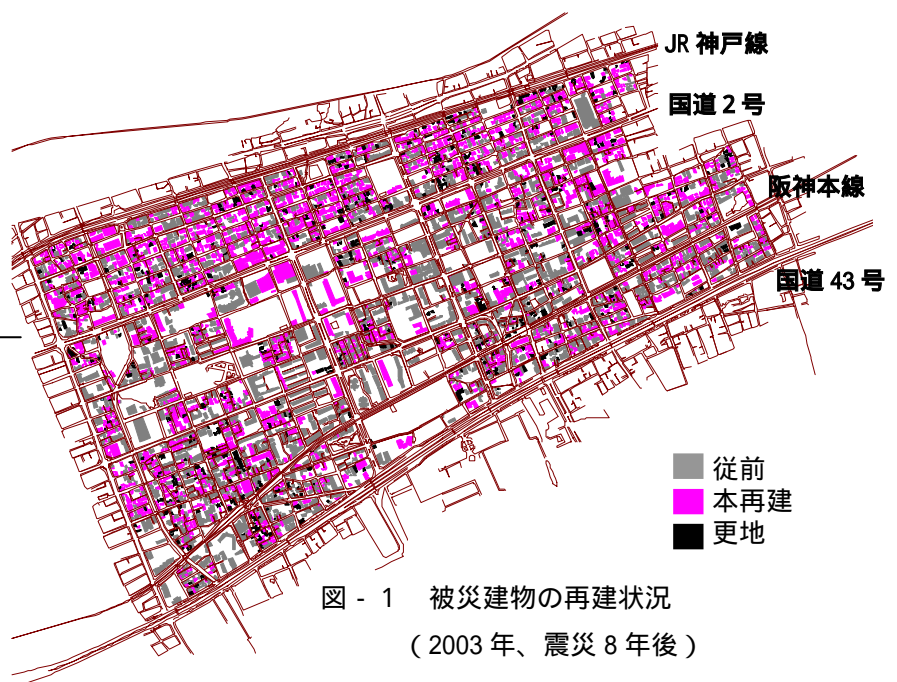 JR 神戸線
国道 2 号
阪神本線
国道 43 号
従前
本再建
更地
図 - 1 被災建物の再建状況
( 2003 年、震災 8 年後 )